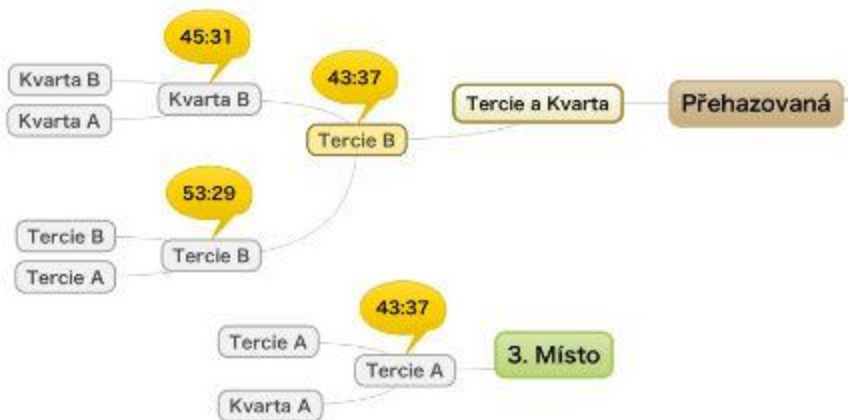 45:31
Kvarta B
Kvarta A
Kvarta B
43:37
Tercie B
Tercie a Kvarta
Přehazovaná
53:29
Tercie B
Tercie A
Tercie B
43:37
Tercie A
Kvarta A
Tercie A
3. Místo